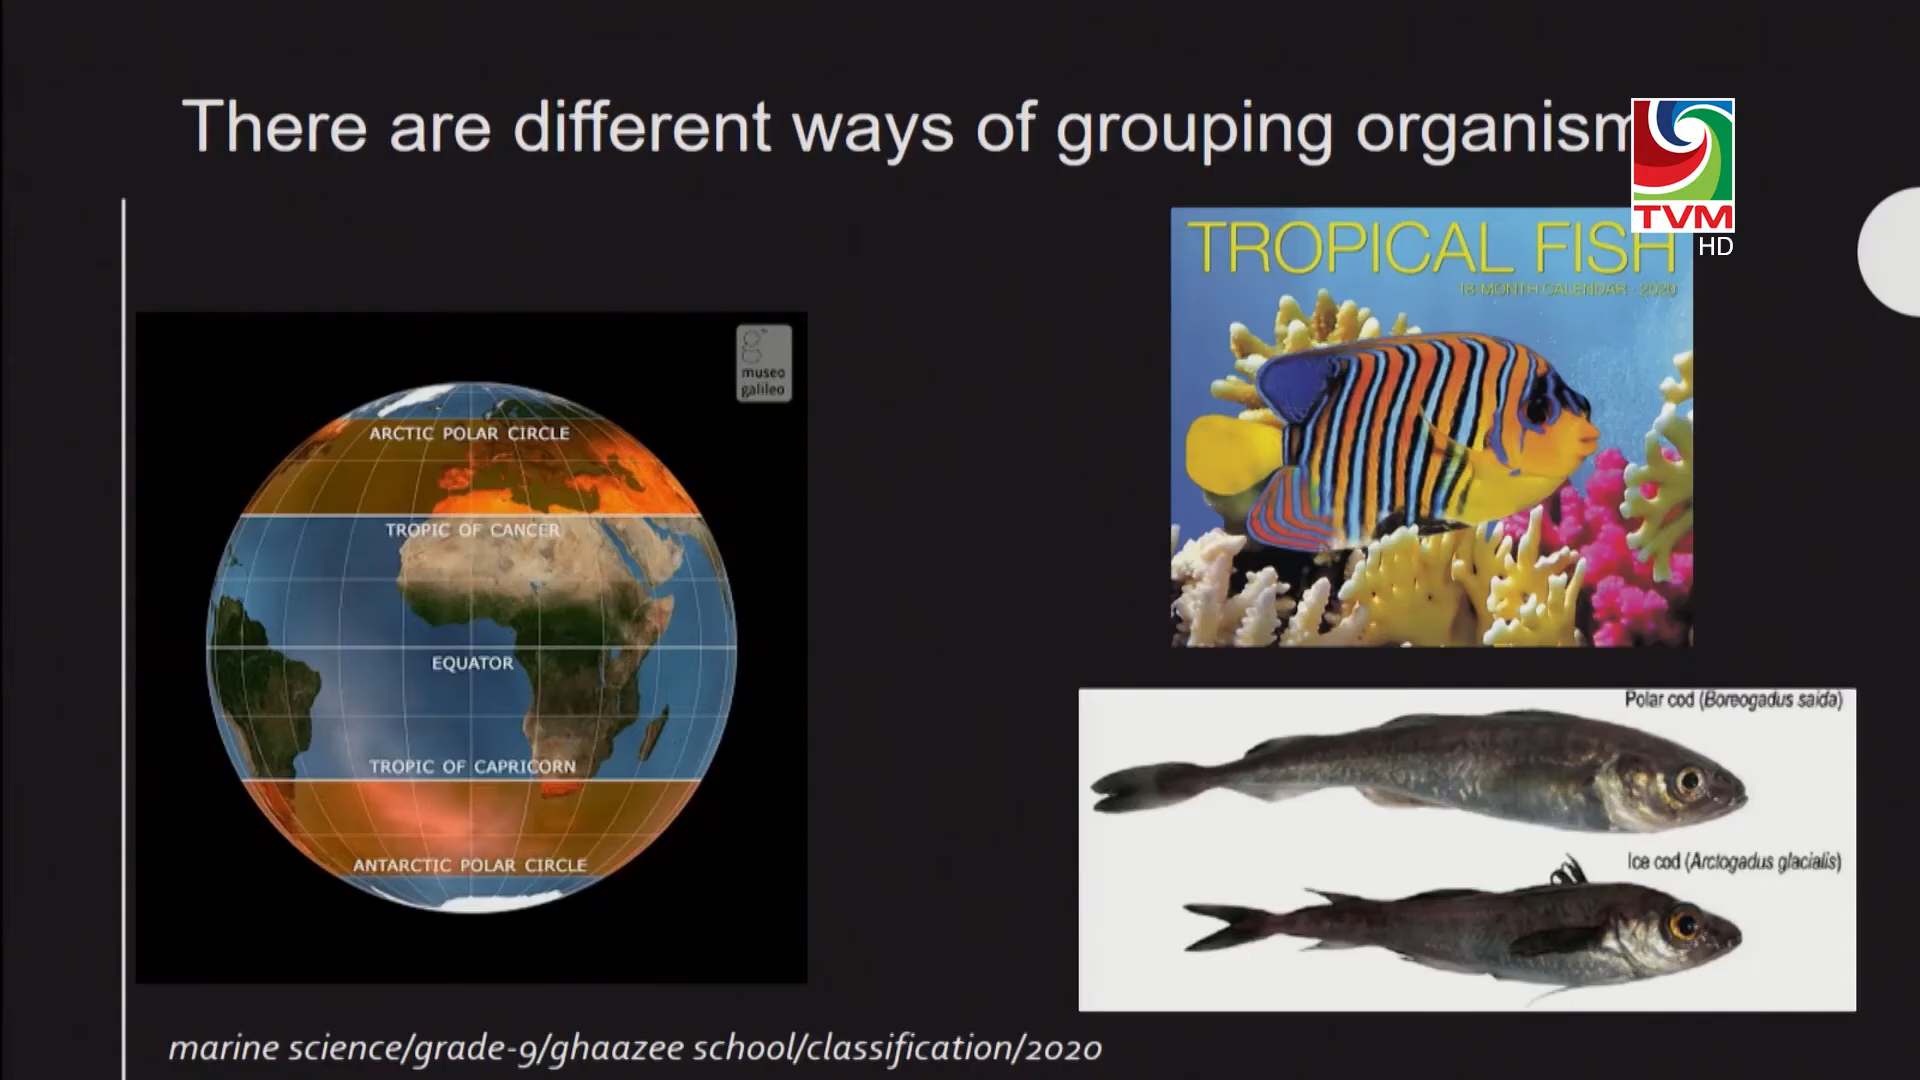 There are different ways of grouping organism
TVM
HD
TROPICAL FISH
18 MONTH CALENDAR · 2020
museo
galileo
ARCTIC POLAR CIRCLE
TROPIC OF CANCER
EQUATOR
TROPIC OF CAPRICORN
ANTARCTIC POLAR CIRCLE
Polar cod (Boreogadus saida)
Ice cod (Arctogadus glacialis)
marine science/grade-9/ghaazee school/classification/2020